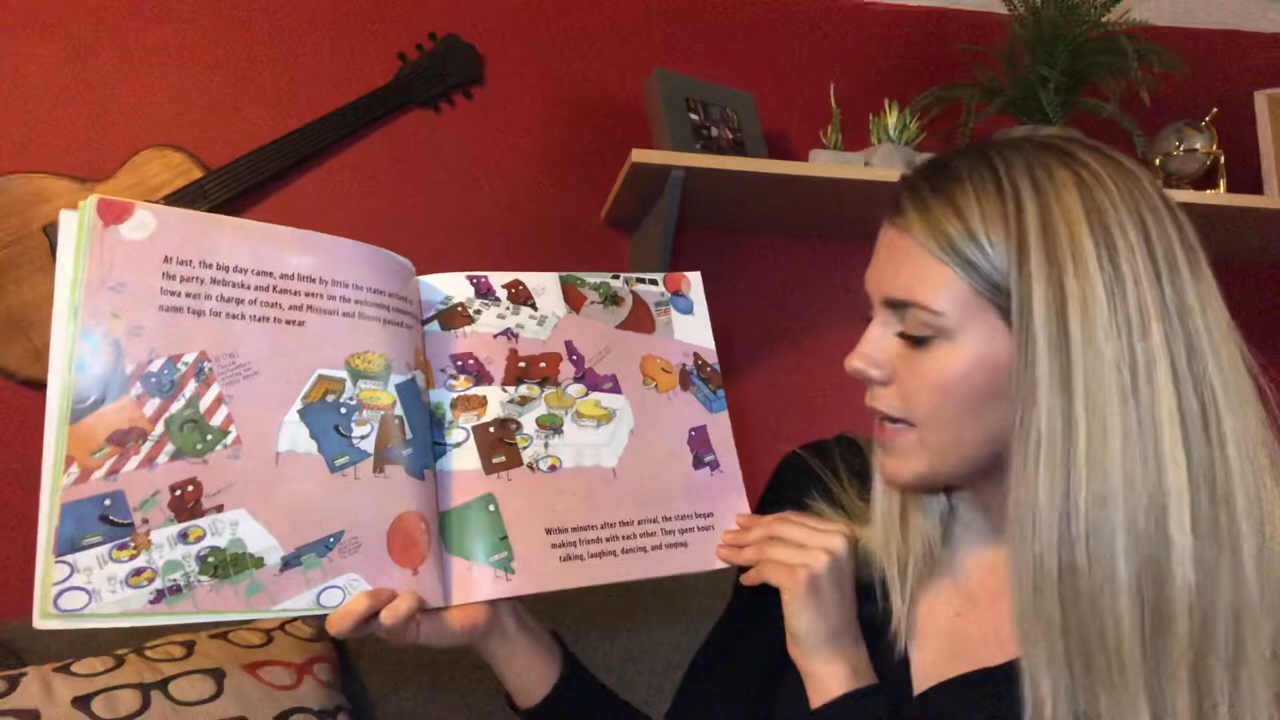 At last, the big day came, and little by little the states arrived
the party. Nebraska and Kansas were on the welcoming
Iowa was in charge of coats, and Missouri and Illinois passed
name tags for each state to wear.
Within minutes after their arrival, the states began
making friends with each other. They spent hours
talking, laughing, dancing, and singing.